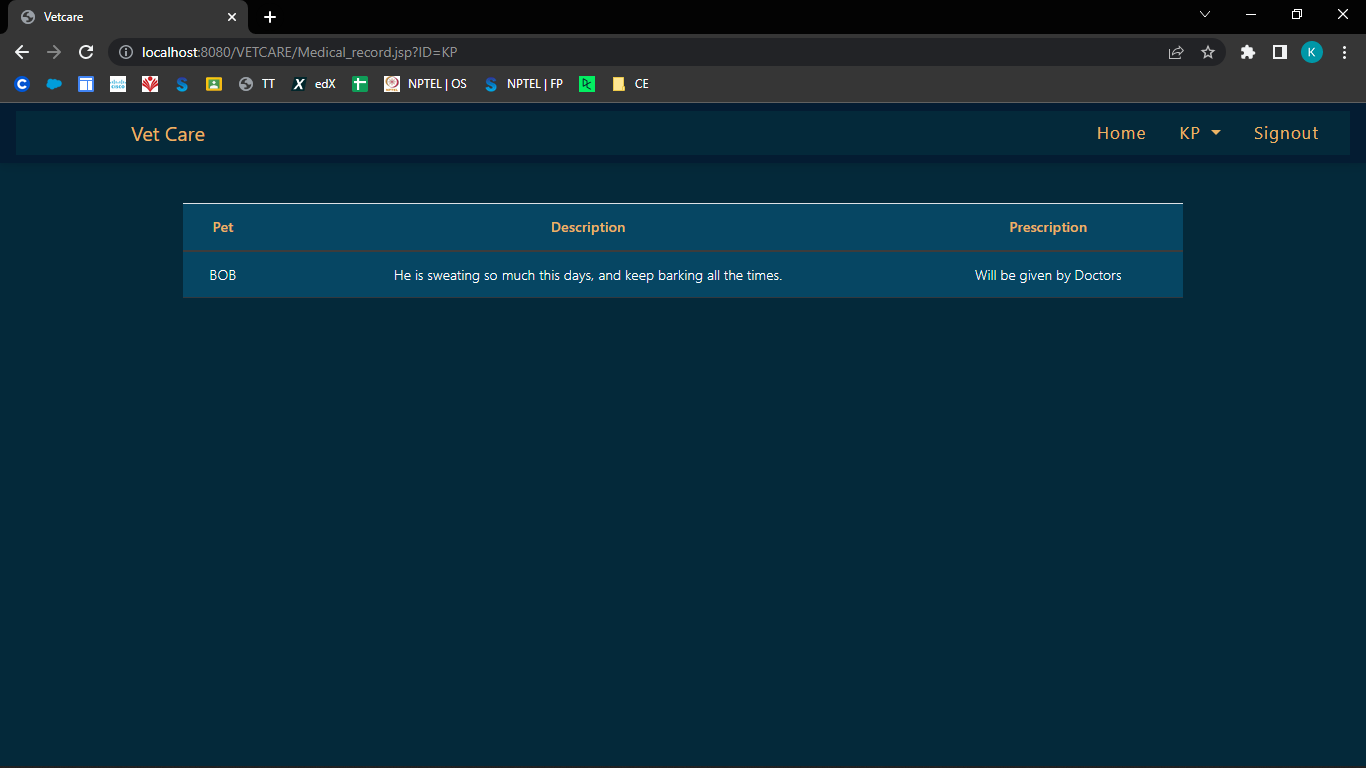 Vetcare
localhost:8080/VETCARE/Medical_record.jsp?ID=KP
K
TT edX NPTEL | OS NPTEL | FP CE
Vet Care Home KP Signout
Pet Description Prescription
BOB He is sweating so much this days, and keep barking all the times. Will be given by Doctors